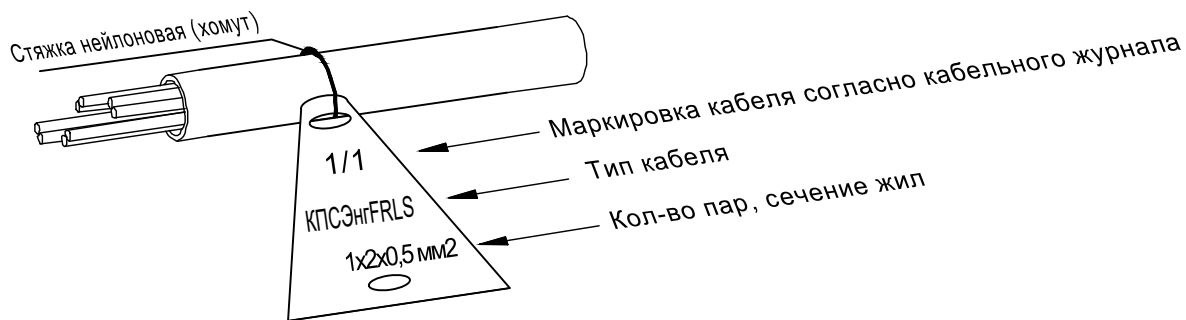 Стяжка нейлоновая (хомут)
Маркировка кабеля согласно кабельного журнала
1/1
Тип кабеля
КПСЭнгFRLS
Кол-во пар, сечение жил
1х2х0,5 мм2